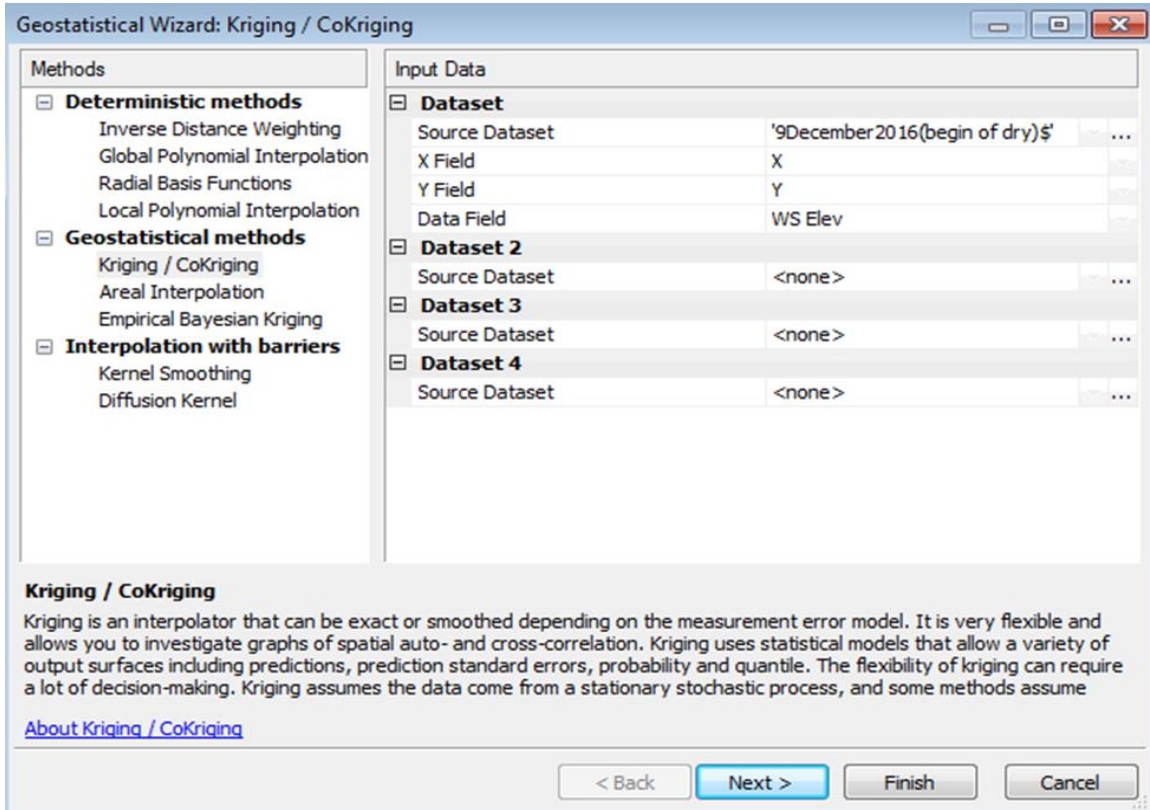 Geostatistical Wizard: Kriging / CoKriging
Methods
Deterministic methods
Inverse Distance Weighting
Global Polynomial Interpolation
Radial Basis Functions
Local Polynomial Interpolation
Geostatistical methods
Kriging / CoKriging
Areal Interpolation
Empirical Bayesian Kriging
Interpolation with barriers
Kernel Smoothing
Diffusion Kernel
Input Data
Dataset
Source Dataset '9December2016(begin of dry)$' ...
X Field X
Y Field Y
Data Field WS Elev
Dataset 2
Source Dataset <none> ...
Dataset 3
Source Dataset <none> ...
Dataset 4
Source Dataset <none> ...
Kriging / CoKriging
Kriging is an interpolator that can be exact or smoothed depending on the measurement error model. It is very flexible and
allows you to investigate graphs of spatial auto- and cross-correlation. Kriging uses statistical models that allow a variety of
output surfaces including predictions, prediction standard errors, probability and quantile. The flexibility of kriging can require
a lot of decision-making. Kriging assumes the data come from a stationary stochastic process, and some methods assume
About Kriging / CoKriging
< Back Next > Finish Cancel